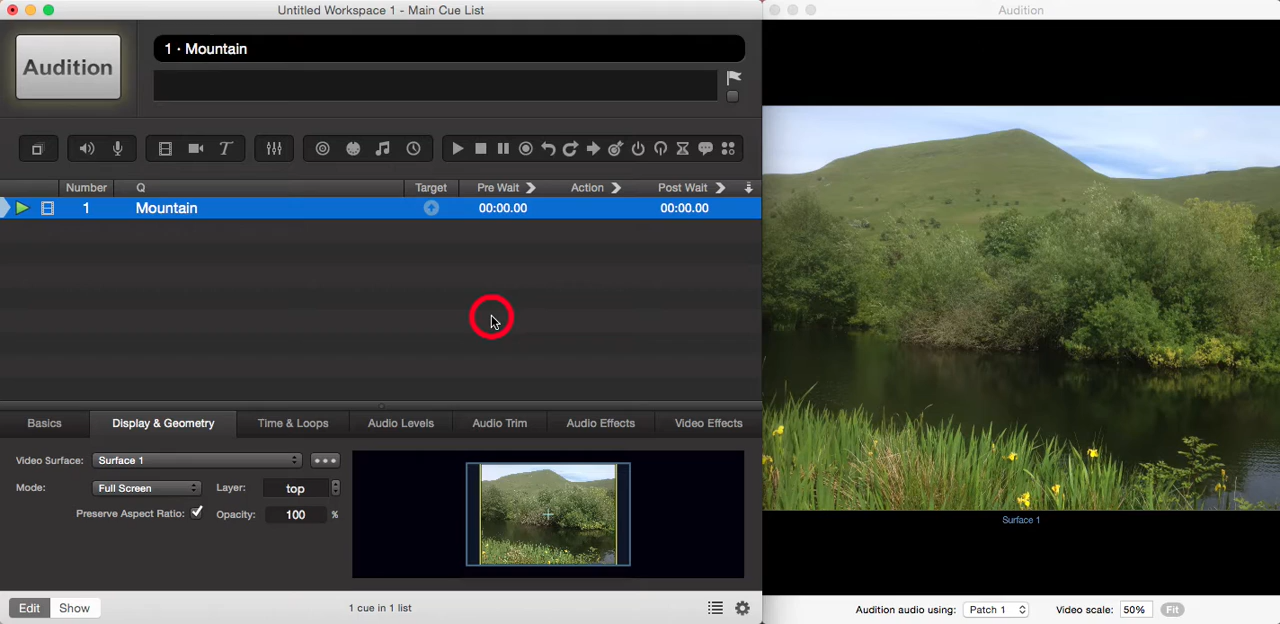 Untitled Workspace 1 - Main Cue List
Audition
Audition
1 · Mountain
Number Q Target Pre Wait Action Post Wait
1 Mountain 00:00.00 00:00.00
Basics Display & Geometry Time & Loops Audio Levels Audio Trim Audio Effects Video Effects
Video Surface: Surface 1
Mode: Full Screen Layer: top
Preserve Aspect Ratio: Opacity: 100 %
Surface 1
Edit Show 1 cue in 1 list
Audition audio using: Patch 1 Video scale: 50% Fit